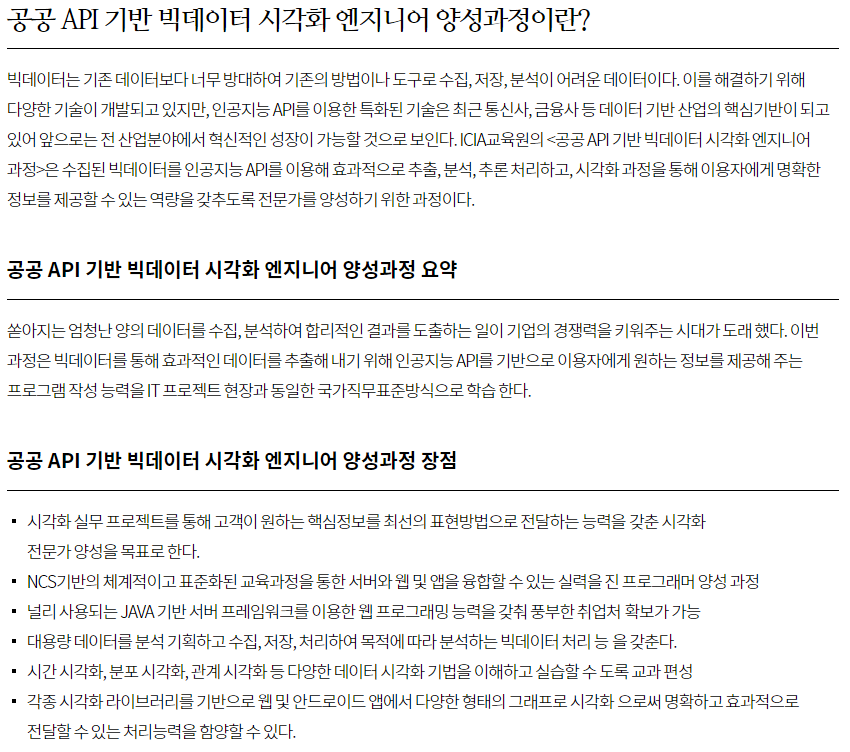 공공 API 기반 빅데이터 시각화 엔지니어 양성과정이란?
빅데이터는 기존 데이터보다 너무 방대하여 기존의 방법이나 도구로 수집, 저장, 분석이 어려운 데이터이다. 이를 해결하기 위해
다양한 기술이 개발되고 있지만, 인공지능 API를 이용한 특화된 기술은 최근 통신사, 금융사 등 데이터 기반 산업의 핵심기반이 되고
있어 앞으로는 전 산업분야에서 혁신적인 성장이 가능할 것으로 보인다. ICIA교육원의 <공공 API 기반 빅데이터 시각화 엔지니어
과정>은 수집된 빅데이터를 인공지능 API를 이용해 효과적으로 추출, 분석, 추론 처리하고, 시각화 과정을 통해 이용자에게 명확한
정보를 제공할 수 있는 역량을 갖추도록 전문가를 양성하기 위한 과정이다.
공공 API 기반 빅데이터 시각화 엔지니어 양성과정 요약
쏟아지는 엄청난 양의 데이터를 수집, 분석하여 합리적인 결과를 도출하는 일이 기업의 경쟁력을 키워주는 시대가 도래 했다. 이번
과정은 빅데이터를 통해 효과적인 데이터를 추출해 내기 위해 인공지능 API를 기반으로 이용자에게 원하는 정보를 제공해 주는
프로그램 작성 능력을 IT 프로젝트 현장과 동일한 국가직무표준방식으로 학습 한다.
공공 API 기반 빅데이터 시각화 엔지니어 양성과정 장점
▪ 시각화 실무 프로젝트를 통해 고객이 원하는 핵심정보를 최선의 표현방법으로 전달하는 능력을 갖춘 시각화
전문가 양성을 목표로 한다.
▪ NCS기반의 체계적이고 표준화된 교육과정을 통한 서버와 웹 및 앱을 융합할 수 있는 실력을 진 프로그래머 양성 과정
▪ 널리 사용되는 JAVA 기반 서버 프레임워크를 이용한 웹 프로그래밍 능력을 갖춰 풍부한 취업처 확보가 가능
▪ 대용량 데이터를 분석 기획하고 수집, 저장, 처리하여 목적에 따라 분석하는 빅데이터 처리 능 을 갖춘다.
▪ 시간 시각화, 분포 시각화, 관계 시각화 등 다양한 데이터 시각화 기법을 이해하고 실습할 수 도록 교과 편성
▪ 각종 시각화 라이브러리를 기반으로 웹 및 안드로이드 앱에서 다양한 형태의 그래프로 시각화 으로써 명확하고 효과적으로
전달할 수 있는 처리능력을 함양할 수 있다.